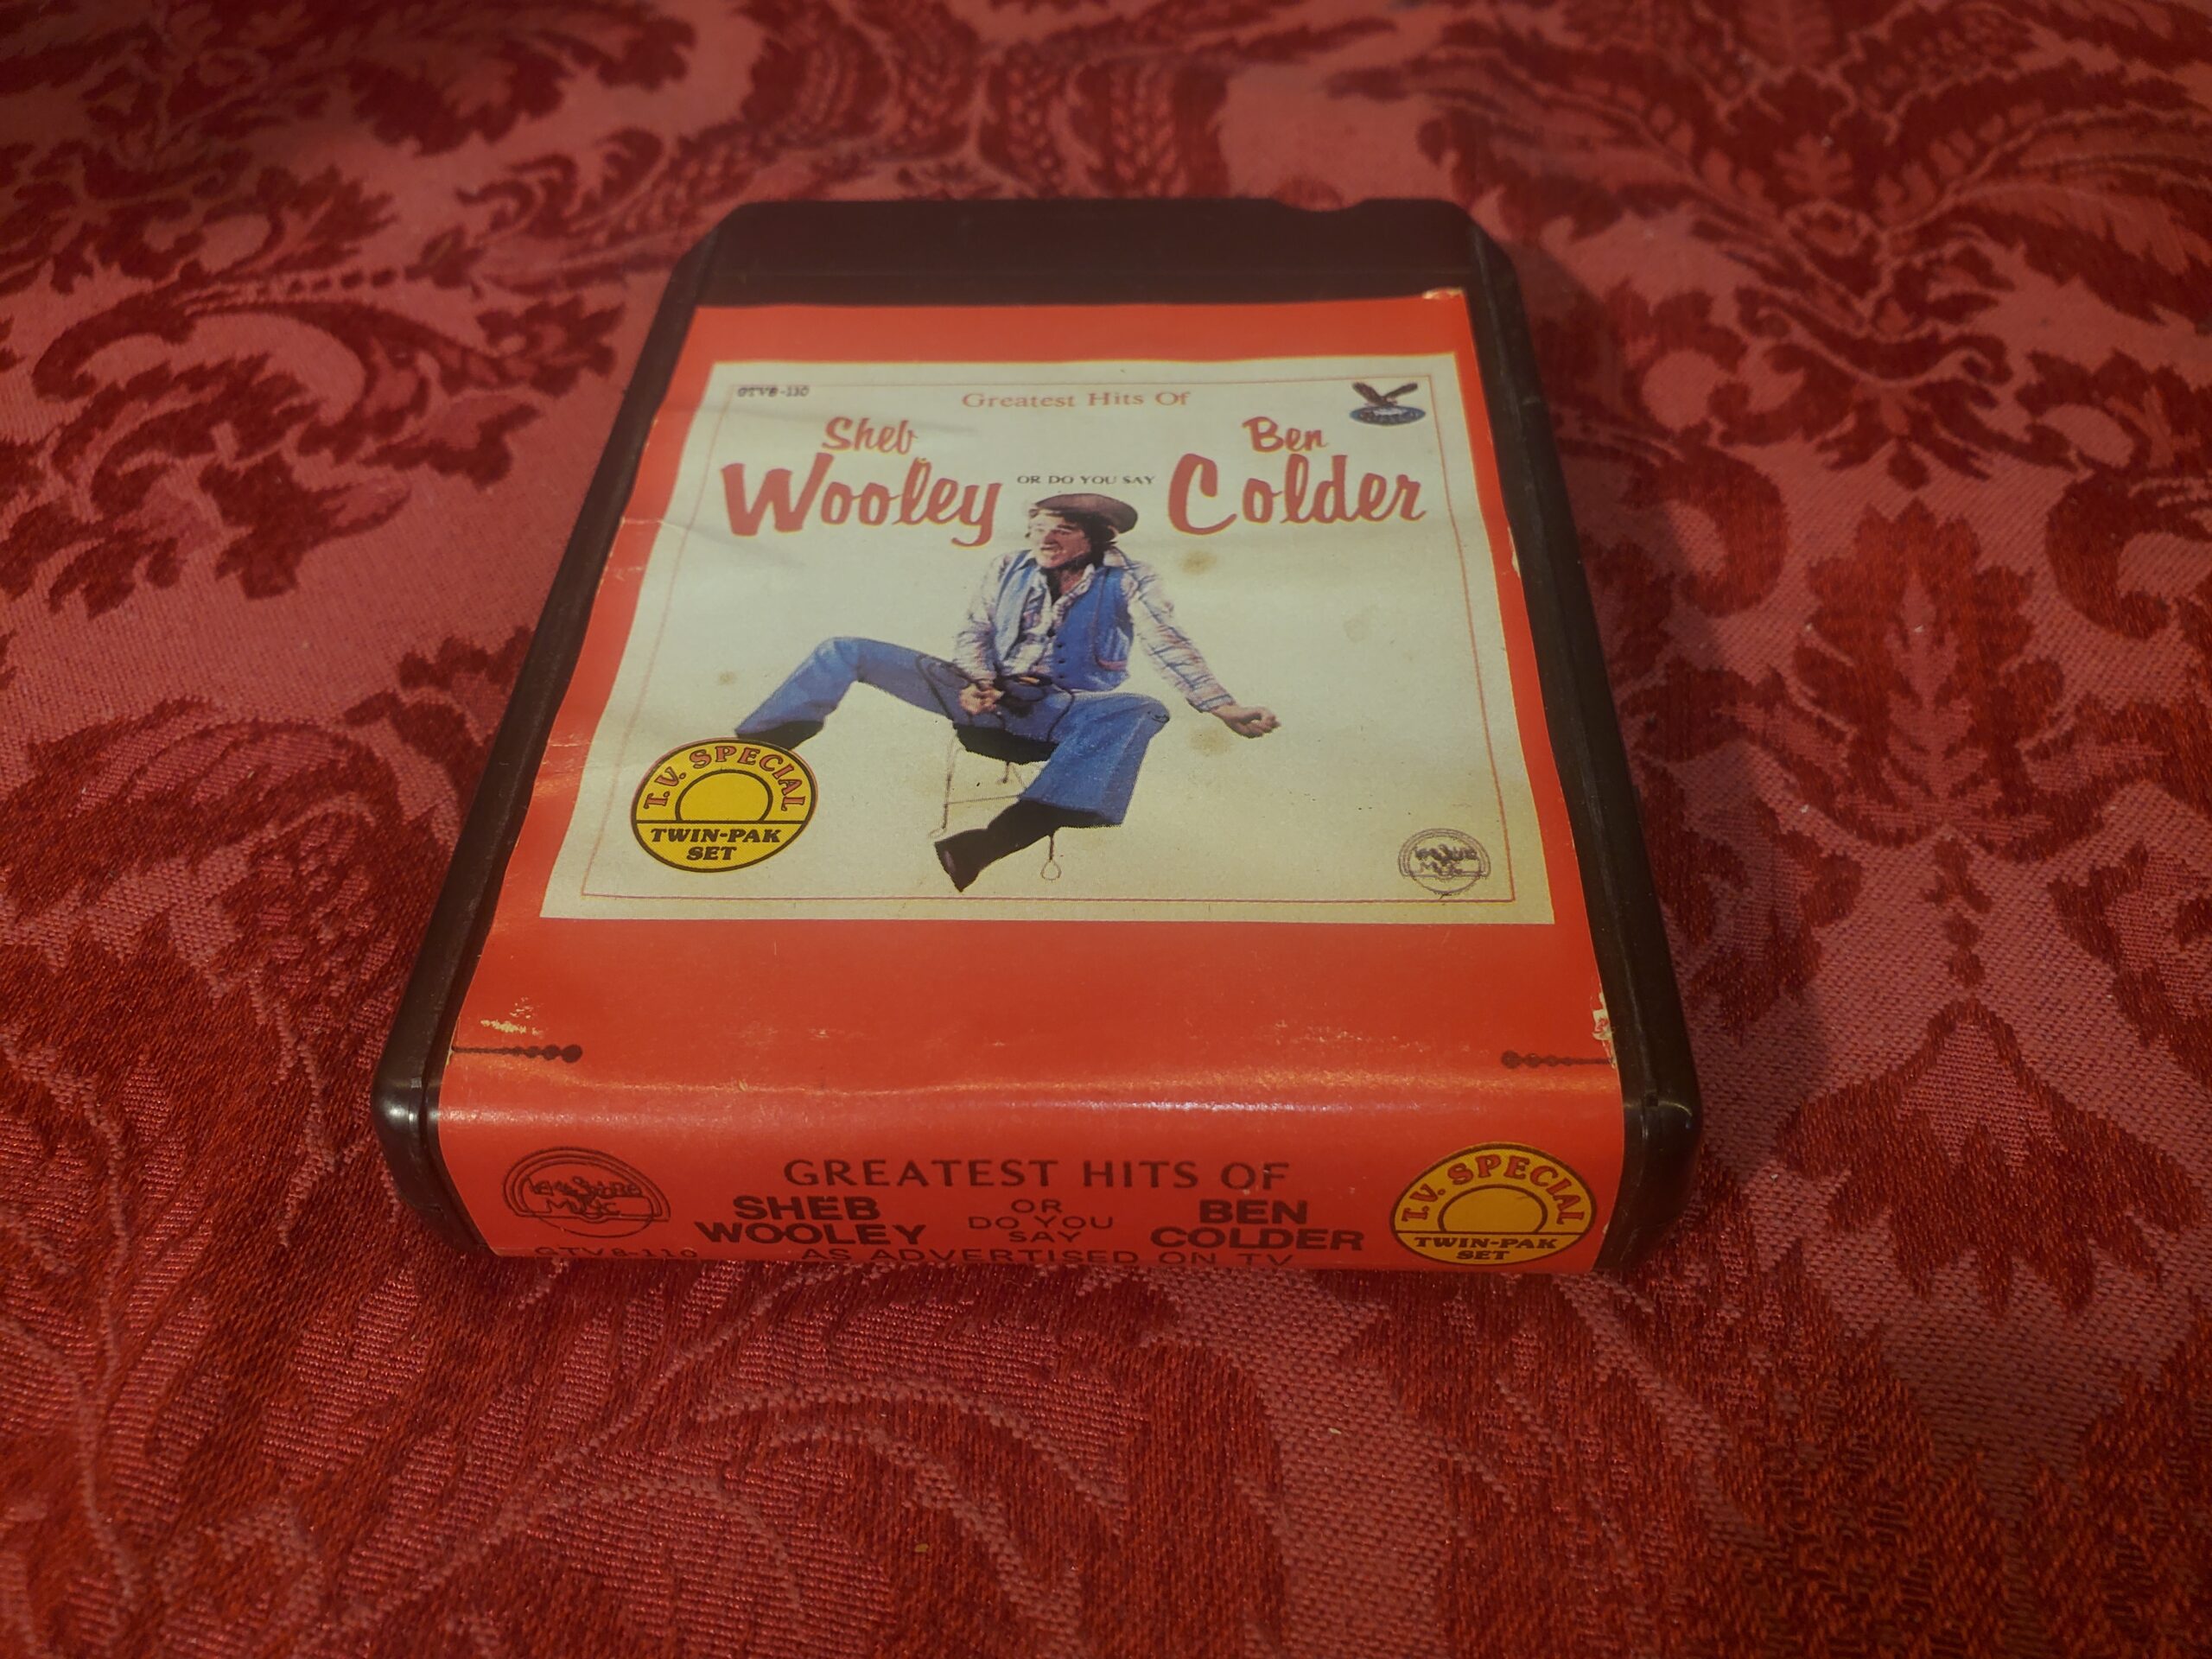 GTV8-110
Greatest Hits Of
Sheb Wooley
OR DO YOU SAY
Ben Colder
T.V. SPECIAL
TWIN-PAK
SET
MUSIC
MUSIC
GREATEST HITS OF
SHEB WOOLEY
OR DO YOU SAY
BEN COLDER
T.V. SPECIAL
TWIN-PAK
SET
GTV8-110
AS ADVERTISED ON TV